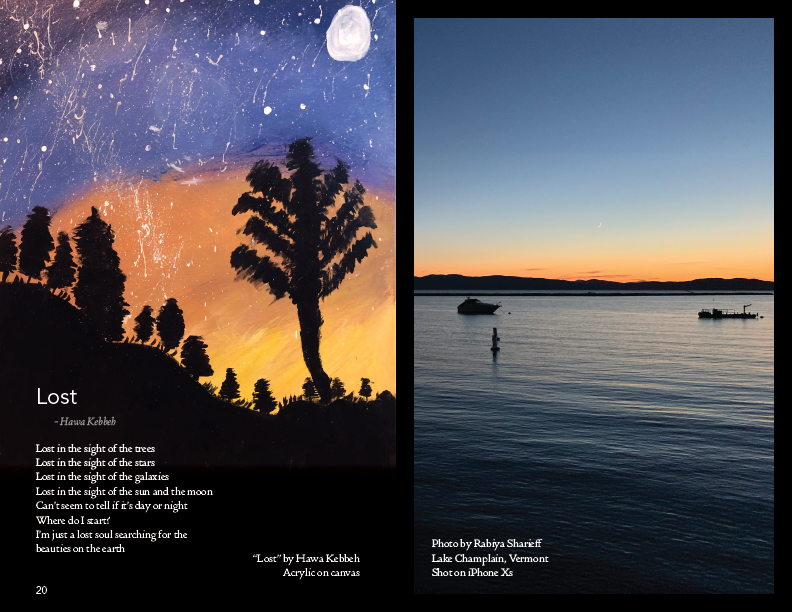 Lost
- Hawa Kebbeh
Lost in the sight of the trees
Lost in the sight of the stars
Lost in the sight of the galaxies
Lost in the sight of the sun and the moon
Can't seem to tell if it's day or night
Where do I start?
I'm just a lost soul searching for the
beauties on the earth
"Lost" by Hawa Kebbeh
Acrylic on canvas
20
Photo by Rabiya Sharieff
Lake Champlain, Vermont
Shot on iPhone Xs